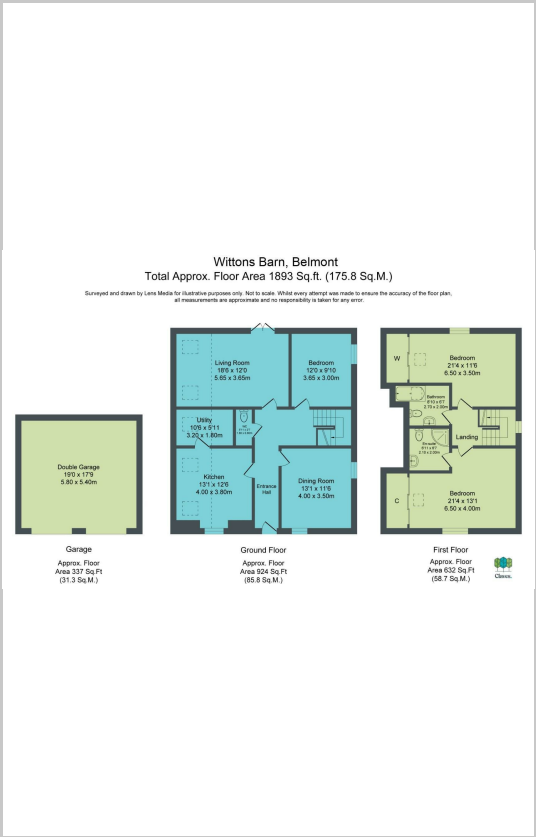 Wittons Barn, Belmont
Total Approx. Floor Area 1893 Sq.ft. (175.8 Sq.M.)
Surveyed and drawn by Lens Media for illustrative purposes only. Not to scale. Whilst every attempt was made to ensure the accuracy of the floor plan,
all measurements are approximate and no responsibility is taken for any error.
Double Garage
19'0 x 17'9
5.80 x 5.40m
Garage
Approx. Floor
Area 337 Sq.Ft
(31.3 Sq.M.)
Living Room
18'6 x 12'0
5.65 x 3.65m
Bedroom
12'0 x 9'10
3.65 x 3.00m
Utility
10'6 x 5'11
3.20 x 1.80m
Kitchen
13'1 x 12'6
4.00 x 3.80m
Entrance
Hall
Dining Room
13'1 x 11'6
4.00 x 3.50m
Ground Floor
Approx. Floor
Area 924 Sq.Ft
(85.8 Sq.M.)
W
Bedroom
21'4 x 11'6
6.50 x 3.50m
Bathroom
8'10 x 6'7
2.70 x 2.00m
Landing
C
Bedroom
21'4 x 13'1
6.50 x 4.00m
First Floor
Approx. Floor
Area 632 Sq.Ft
(58.7 Sq.M.)